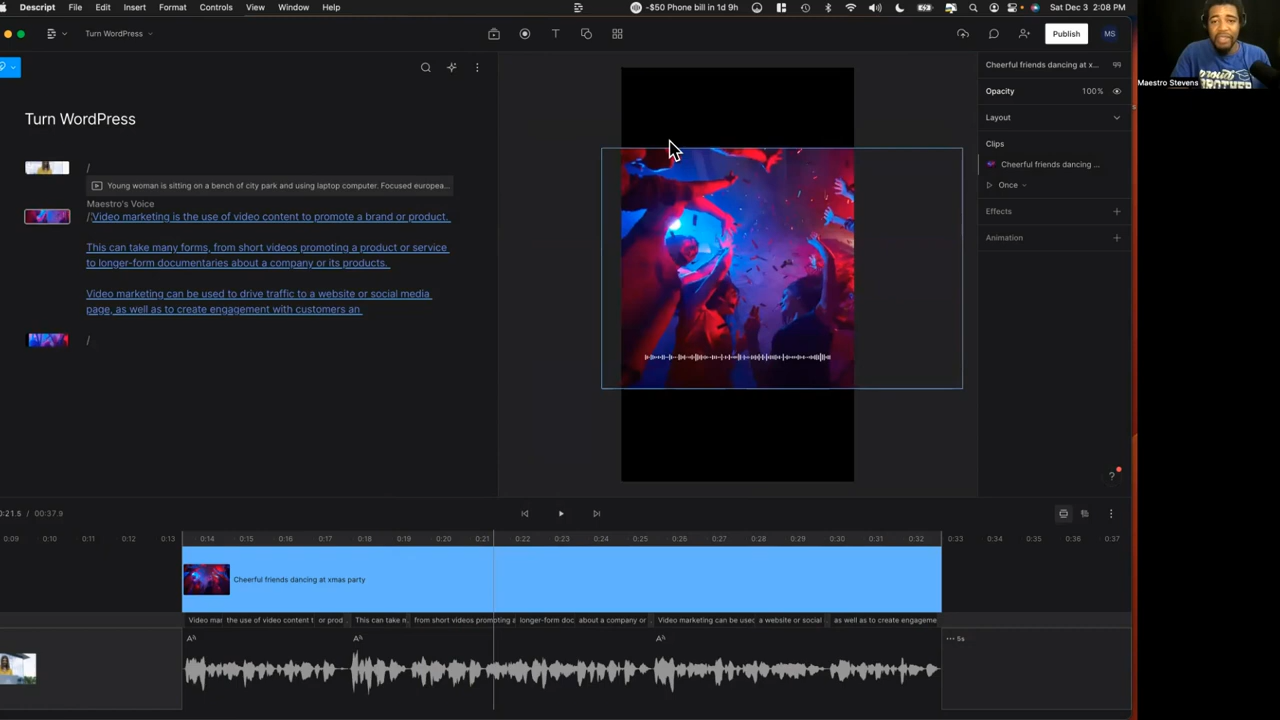 Descript File Edit Insert Format Controls View Window Help
-$50 Phone bill in 1d 9h
Sat Dec 3 2:08 PM
Turn WordPress
Publish
MS
Maestro Stevens
Turn WordPress
/
Young woman is sitting on a bench of city park and using laptop computer. Focused europea...
Maestro's Voice
/Video marketing is the use of video content to promote a brand or product.
This can take many forms, from short videos promoting a product or service
to longer-form documentaries about a company or its products.
Video marketing can be used to drive traffic to a website or social media
page, as well as to create engagement with customers an
/
Cheerful friends dancing at x...
Opacity 100%
Layout
Clips
Cheerful friends dancing ...
Once
Effects +
Animation +
?
0:21.5 / 00:37.9
0:09 0:10 0:11 0:12 0:13 0:14 0:15 0:16 0:17 0:18 0:19 0:20 0:21 0:22 0:23 0:24 0:25 0:26 0:27 0:28 0:29 0:30 0:31 0:32 0:33 0:34 0:35 0:36 0:37
Cheerful friends dancing at xmas party
Video mar the use of video content t or prod This can take n from short videos promoting a longer-form doc about a company or Video marketing can be used a website or social as well as to create engageme
... 5s